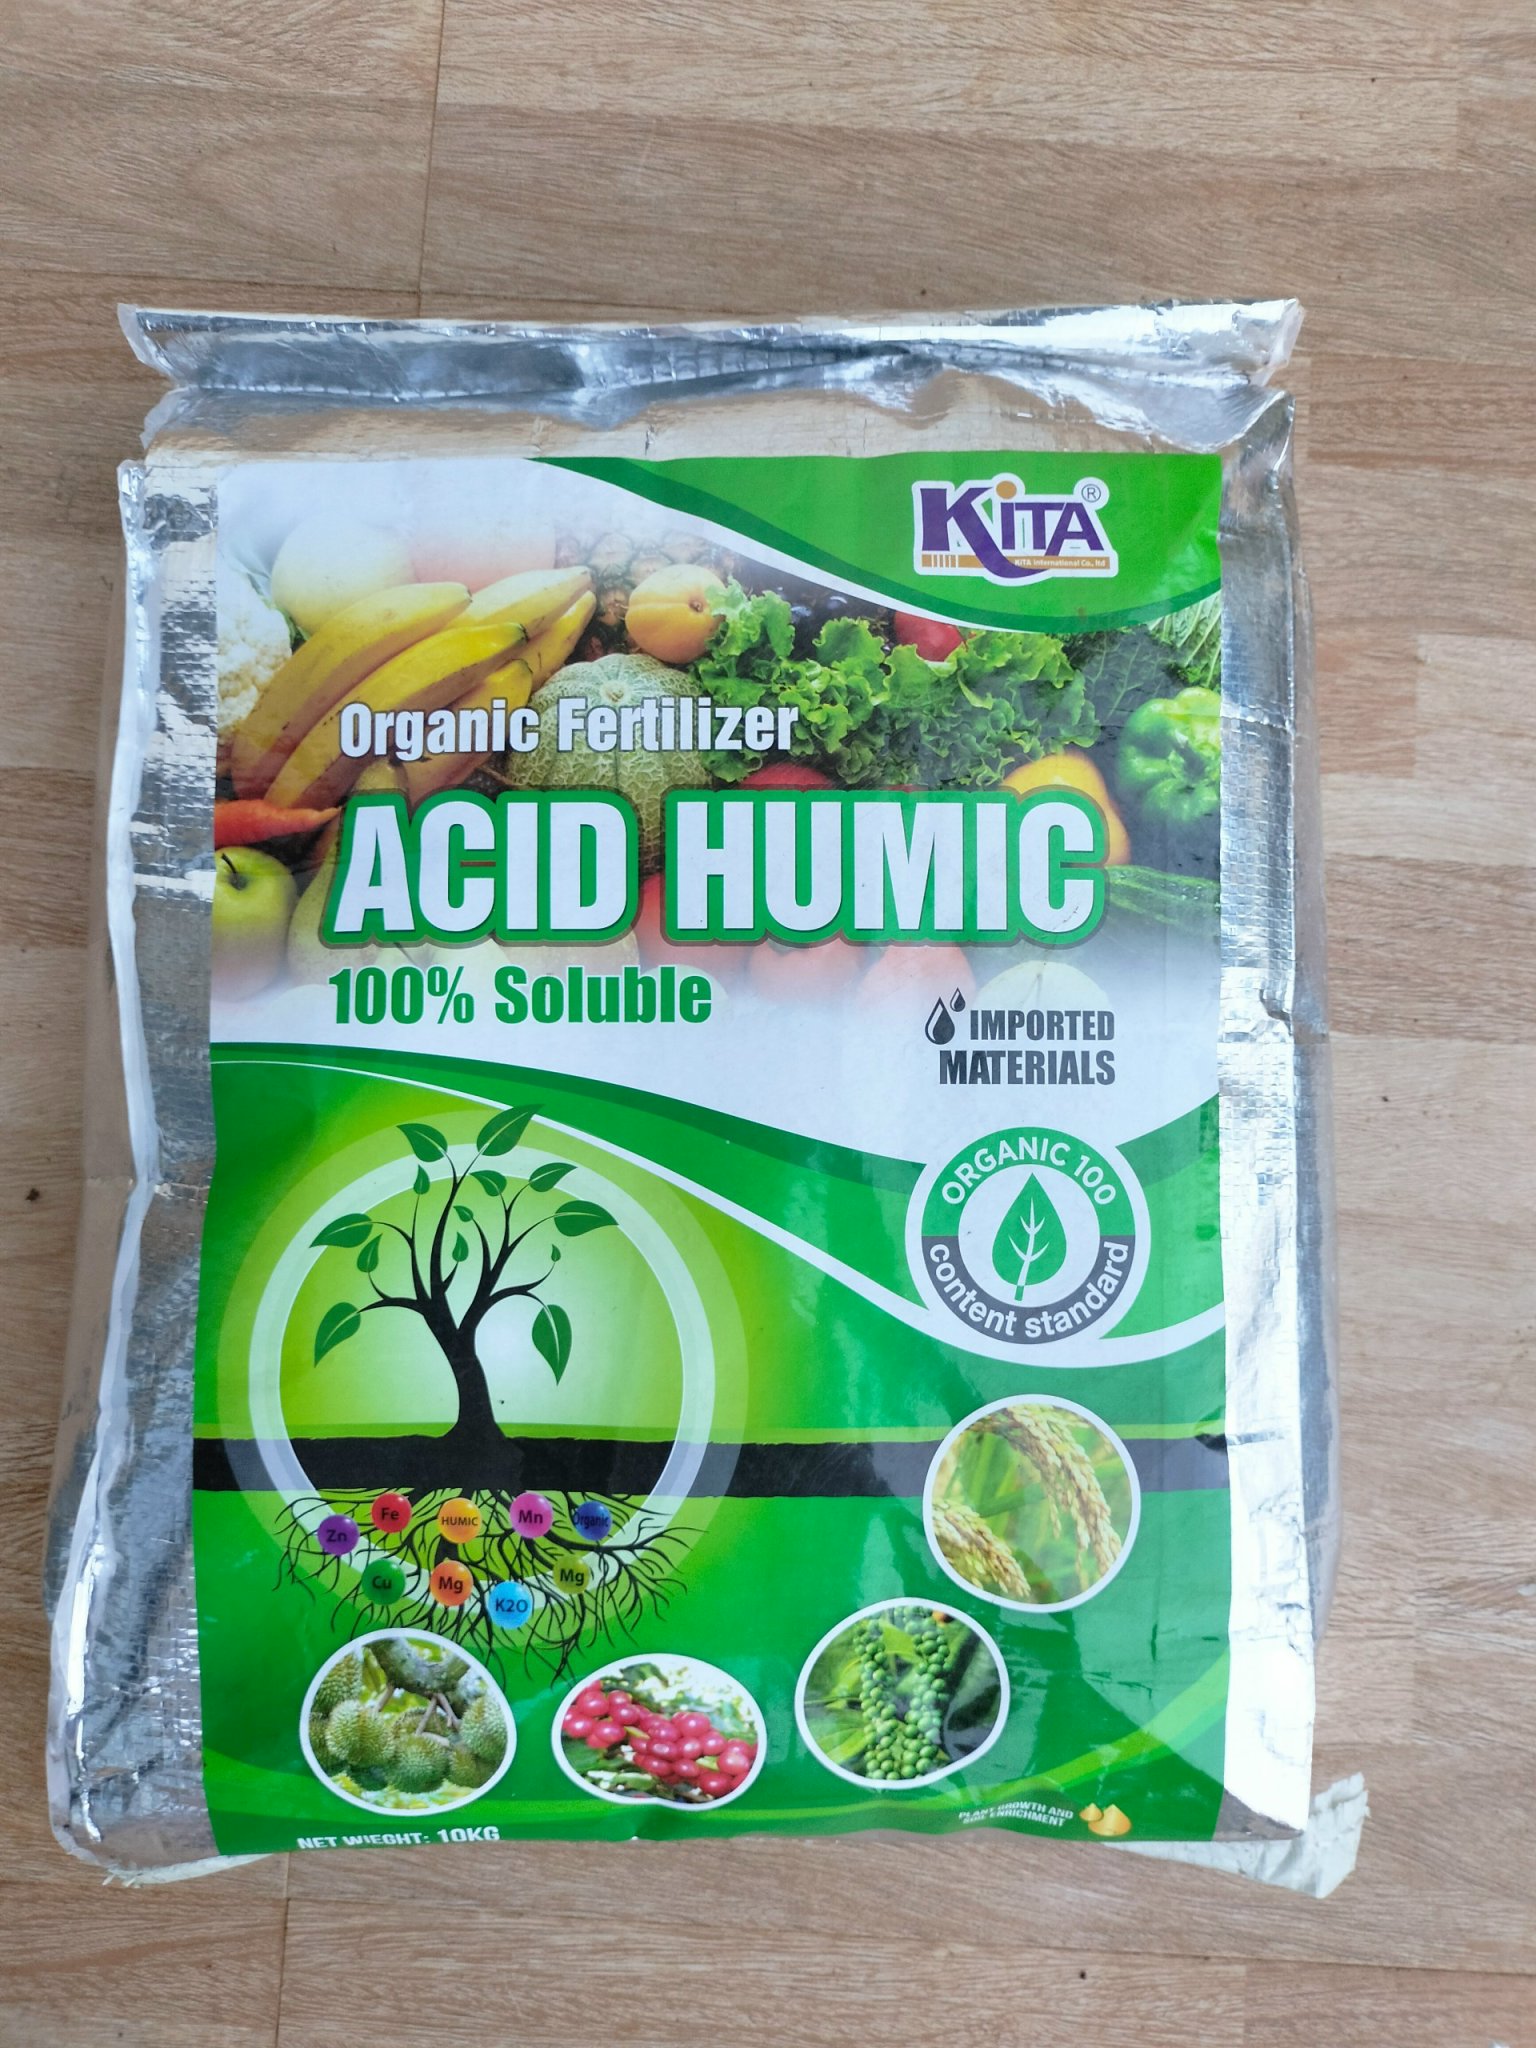 KiTA®
KiTA International Co., ltd
Organic Fertilizer
ACID HUMIC
100% Soluble
IMPORTED
MATERIALS
ORGANIC 100
content standard
Fe
HUMIC
Mn
Organic
Zn
Cu
Mg
Mg
K2O
PLANT GROWTH AND
SOIL ENRICHMENT
NET WIEGHT: 10KG